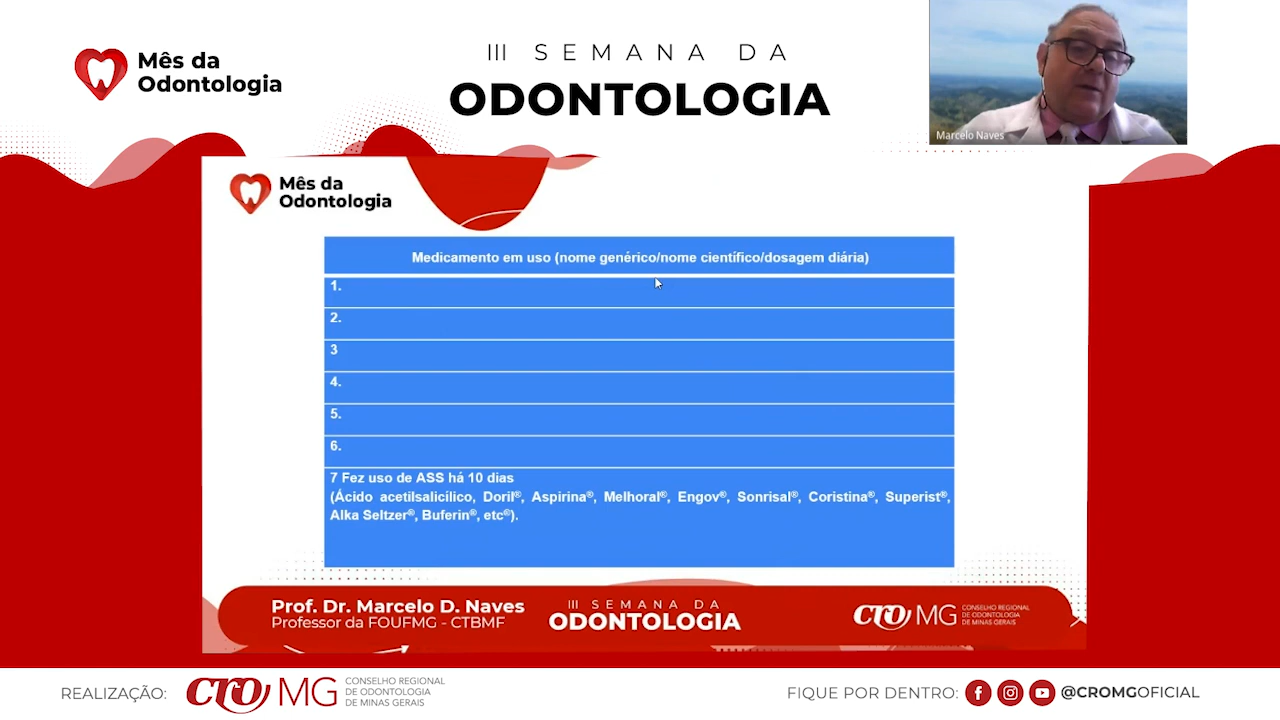 Mês da
Odontologia
III SEMANA DA
ODONTOLOGIA
Marcelo Naves
Mês da
Odontologia
Medicamento em uso (nome genérico/nome científico/dosagem diária)
1.
2.
3
4.
5.
6.
7 Fez uso de ASS há 10 dias
(Ácido acetilsalicílico, Doril®, Aspirina®, Melhoral®, Engov®, Sonrisal®, Coristina®, Superist®,
Alka Seltzer®, Buferin®, etc®).
Prof. Dr. Marcelo D. Naves
Professor da FOUFMG - CTBMF
III SEMANA DA
ODONTOLOGIA
CRO MG
CONSELHO REGIONAL
DE ODONTOLOGIA
DE MINAS GERAIS
REALIZAÇÃO:
CRO MG
CONSELHO REGIONAL
DE ODONTOLOGIA
DE MINAS GERAIS
FIQUE POR DENTRO:
@CROMGOFICIAL